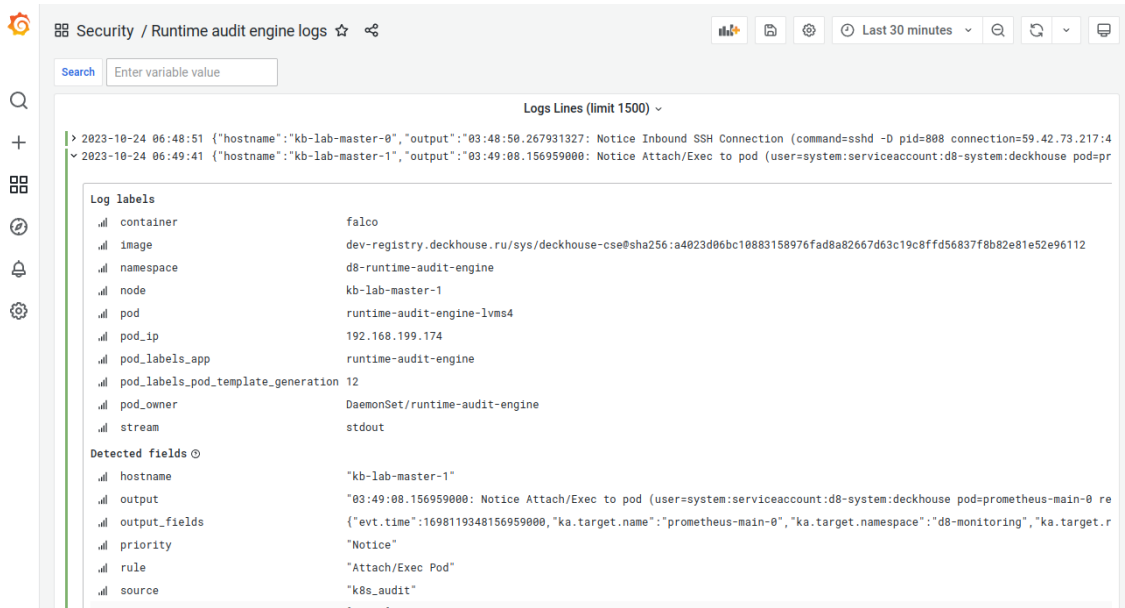 Security / Runtime audit engine logs
Last 30 minutes
Search Enter variable value
Logs Lines (limit 1500)
2023-10-24 06:48:51 {"hostname":"kb-lab-master-0","output":"03:48:50.267931327: Notice Inbound SSH Connection (command=sshd -D pid=808 connection=59.42.73.217:4
2023-10-24 06:49:41 {"hostname":"kb-lab-master-1","output":"03:49:08.156959000: Notice Attach/Exec to pod (user=system:serviceaccount:d8-system:deckhouse pod=pr
Log labels
container falco
image dev-registry.deckhouse.ru/sys/deckhouse-cse@sha256:a4023d06bc10883158976fad8a82667d63c19c8ffd56837f8b82e81e52e96112
namespace d8-runtime-audit-engine
node kb-lab-master-1
pod runtime-audit-engine-lvms4
pod_ip 192.168.199.174
pod_labels_app runtime-audit-engine
pod_labels_pod_template_generation 12
pod_owner DaemonSet/runtime-audit-engine
stream stdout
Detected fields
hostname "kb-lab-master-1"
output "03:49:08.156959000: Notice Attach/Exec to pod (user=system:serviceaccount:d8-system:deckhouse pod=prometheus-main-0 re
output_fields {"evt.time":1698119348156959000,"ka.target.name":"prometheus-main-0","ka.target.namespace":"d8-monitoring","ka.target.r
priority "Notice"
rule "Attach/Exec Pod"
source "k8s_audit"